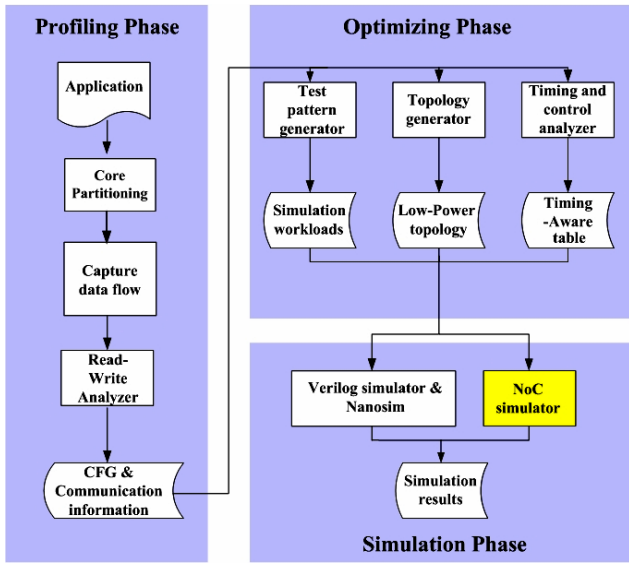 Profiling Phase
Application
Core
Partitioning
Capture
data flow
Read-
Write
Analyzer
CFG &
Communication
information
Optimizing Phase
Test
pattern
generator
Topology
generator
Timing and
control
analyzer
Simulation
workloads
Low-Power
topology
Timing
-Aware
table
Verilog simulator &
Nanosim
NoC
simulator
Simulation
results
Simulation Phase